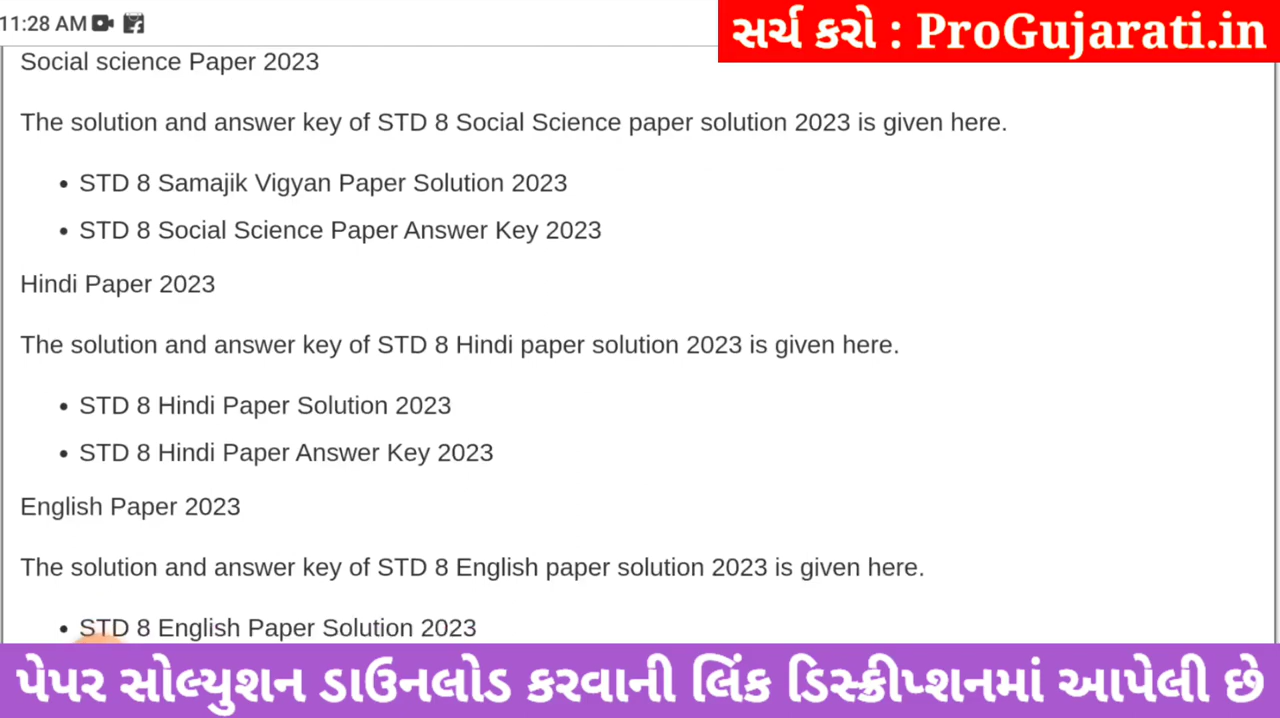 11:28 AM
સર્ચ કરો : ProGujarati.in
Social science Paper 2023
The solution and answer key of STD 8 Social Science paper solution 2023 is given here.
• STD 8 Samajik Vigyan Paper Solution 2023
• STD 8 Social Science Paper Answer Key 2023
Hindi Paper 2023
The solution and answer key of STD 8 Hindi paper solution 2023 is given here.
• STD 8 Hindi Paper Solution 2023
• STD 8 Hindi Paper Answer Key 2023
English Paper 2023
The solution and answer key of STD 8 English paper solution 2023 is given here.
• STD 8 English Paper Solution 2023
પેપર સોલ્યુશન ડાઉનલોડ કરવાની લિંક ડિસ્ક્રીપ્શનમાં આપેલી છે